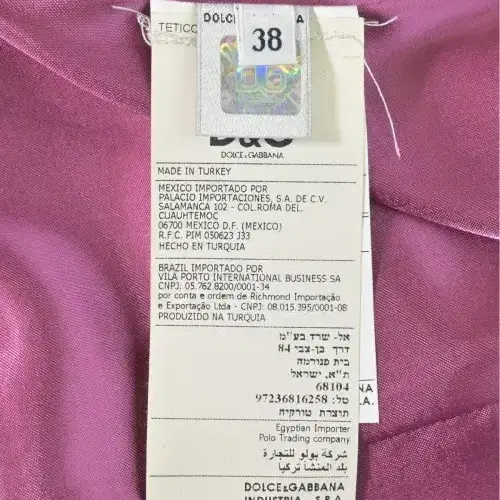 TETICO
DOLCE&GABBANA
38
D&G
DOLCE&GABBANA
MADE IN TURKEY
MEXICO IMPORTADO POR
PALACIO IMPORTACIONES, S.A. DE C.V.
SALAMANCA 102 - COL.ROMA DEL.
CUAUHTEMOC
06700 MEXICO D.F. (MEXICO)
R.F.C. PIM 050623 J33
HECHO EN TURQUIA
BRAZIL IMPORTADO POR
VILA PORTO INTERNATIONAL BUSINESS SA
CNPJ: 05.762.8200/0001-34
por conta e ordem de Richmond Importação
e Exportação Ltda - CNPJ: 08.015.395/0001-08
PRODUZIDO NA TURQUIA
אל- שרד בע"מ
דרך בן-צבי 84
בית פנורמה
ת"א, ישראל
68104
טל: 97236816258
תוצרת טורקיה
NA
.A.
Egyptian Importer
Polo Trading company
شركة بولو للتجارة
بلد المنشأ تركيا
DOLCE&GABBANA
INDUSTRIA S.P.A.